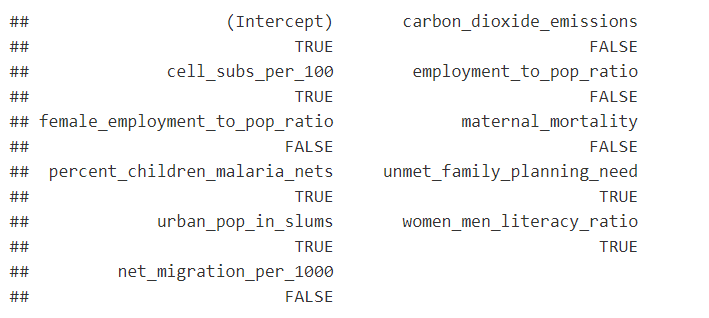 ## (Intercept) carbon_dioxide_emissions
## TRUE FALSE
## cell_subs_per_100 employment_to_pop_ratio
## TRUE FALSE
## female_employment_to_pop_ratio maternal_mortality
## FALSE FALSE
## percent_children_malaria_nets unmet_family_planning_need
## TRUE TRUE
## urban_pop_in_slums women_men_literacy_ratio
## TRUE TRUE
## net_migration_per_1000
## FALSE